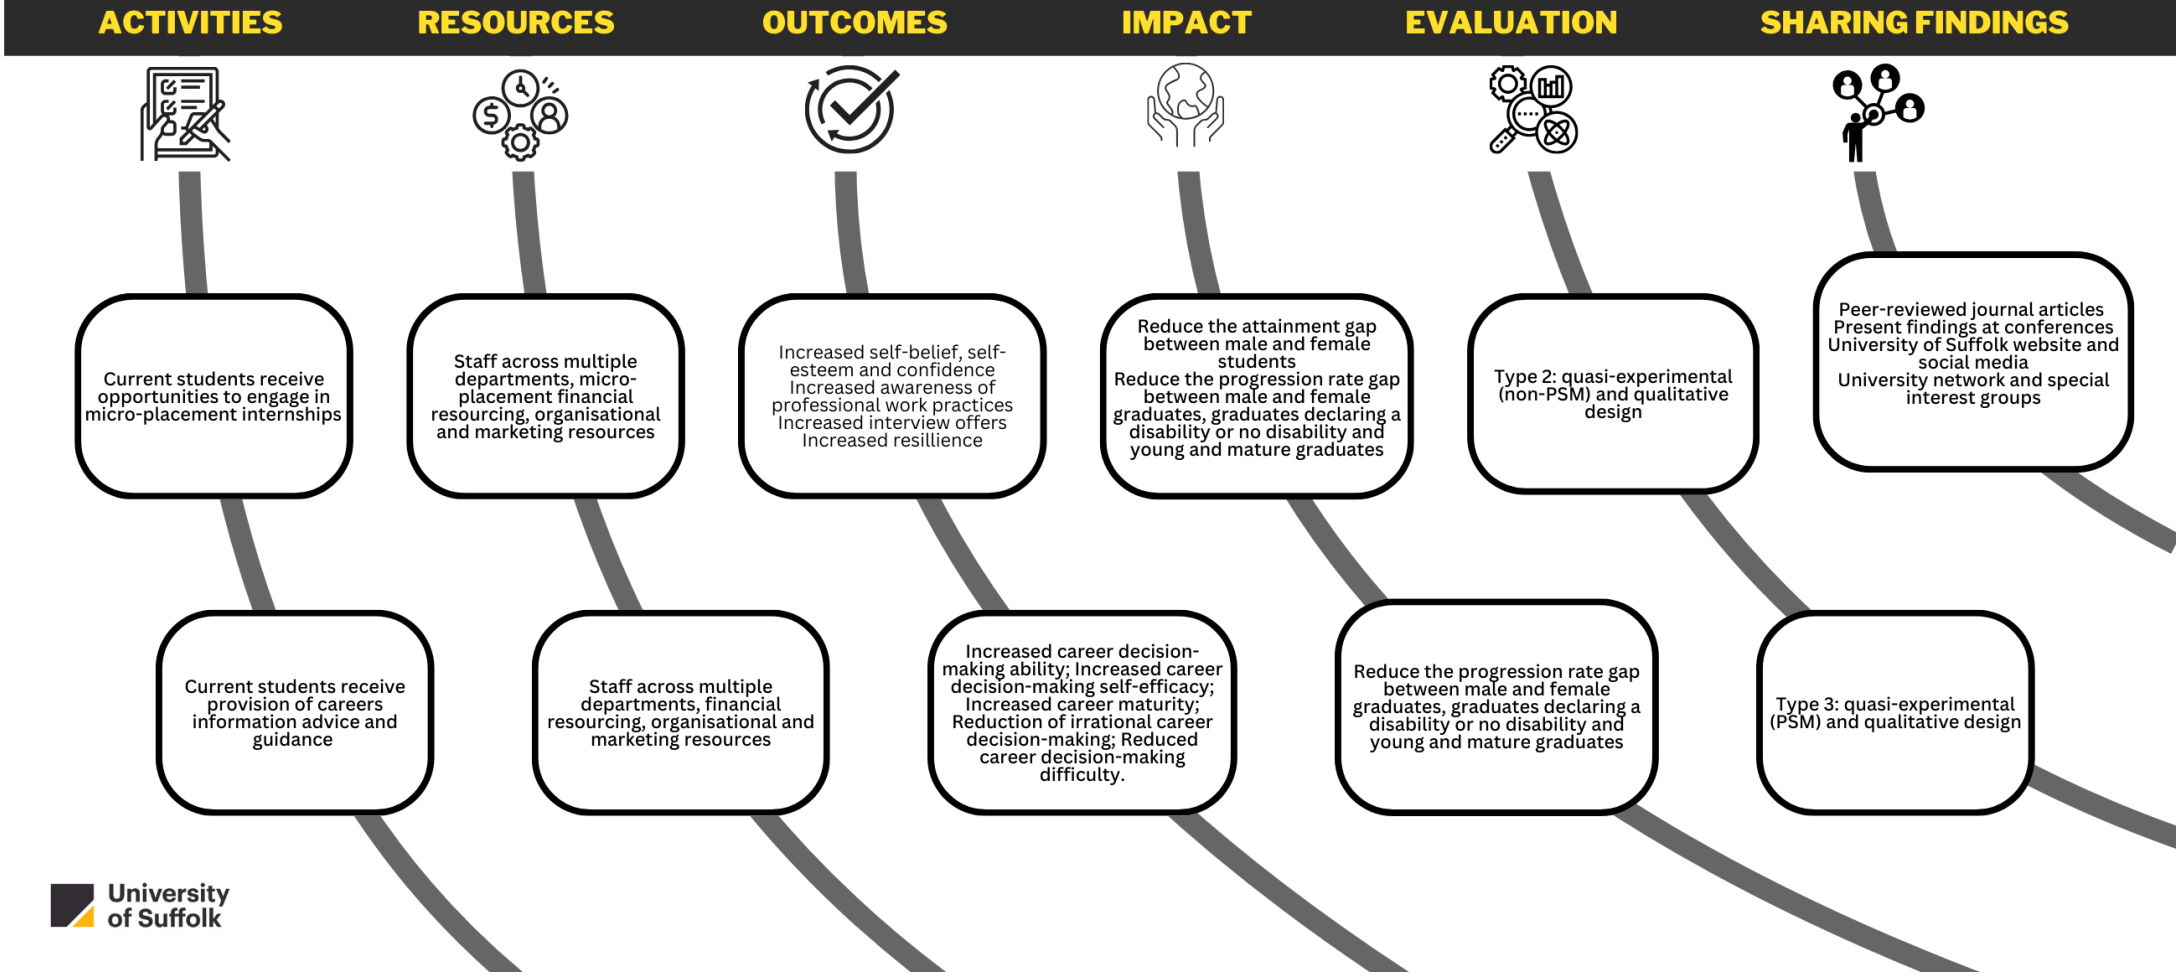 ACTIVITIES
RESOURCES
OUTCOMES
IMPACT
EVALUATION
SHARING FINDINGS
$
Current students receive
opportunities to engage in
micro-placement internships
Staff across multiple
departments, micro-
placement financial
resourcing, organisational
and marketing resources
Increased self-belief, self-
esteem and confidence
Increased awareness of
professional work practices
Increased interview offers
Increased resillience
Reduce the attainment gap
between male and female
students
Reduce the progression rate gap
between male and female
graduates, graduates declaring a
disability or no disability and
young and mature graduates
Type 2: quasi-experimental
(non-PSM) and qualitative
design
Peer-reviewed journal articles
Present findings at conferences
University of Suffolk website and
social media
University network and special
interest groups
Current students receive
provision of careers
information advice and
guidance
Staff across multiple
departments, financial
resourcing, organisational and
marketing resources
Increased career decision-
making ability; Increased career
decision-making self-efficacy;
Increased career maturity;
Reduction of irrational career
decision-making; Reduced
career decision-making
difficulty.
Reduce the progression rate gap
between male and female
graduates, graduates declaring a
disability or no disability and
young and mature graduates
Type 3: quasi-experimental
(PSM) and qualitative design
University
of Suffolk